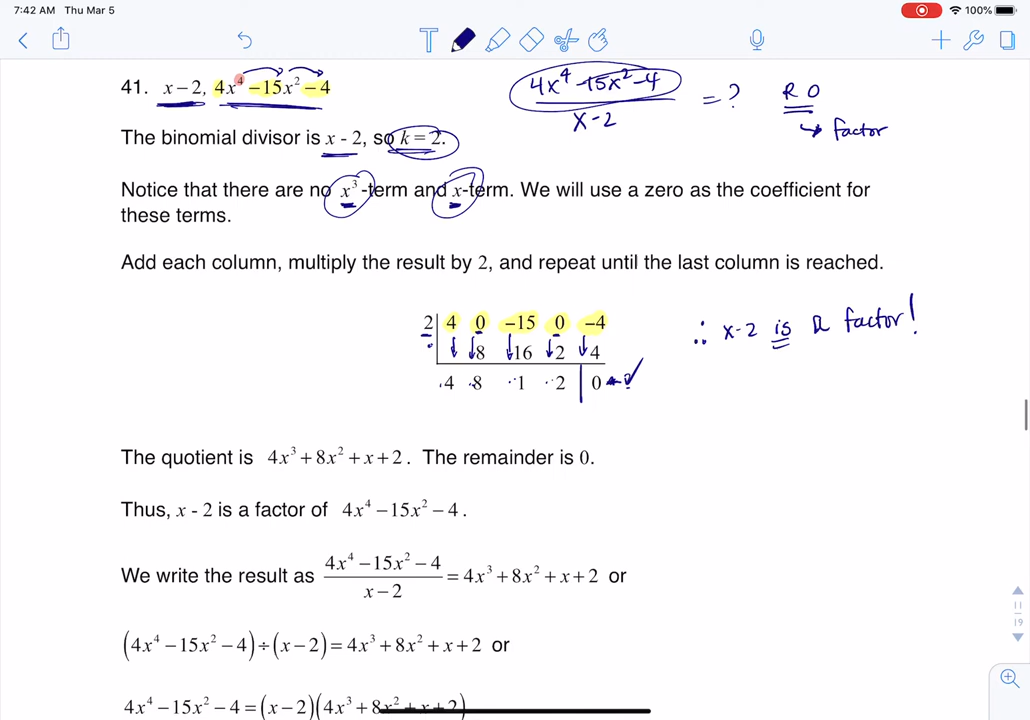 7:42 AM Thu Mar 5 100%
T
41. x − 2, 4x⁴ − 15x² − 4
4x⁴ − 15x² − 4
x − 2
= ? R 0
↳ factor
The binomial divisor is x - 2, so k = 2.
Notice that there are no x³-term and x-term. We will use a zero as the coefficient for
these terms.
Add each column, multiply the result by 2, and repeat until the last column is reached.
2 4 0 −15 0 −4
8 16 2 4
4 8 1 2 0
∴ x-2 is a factor!
The quotient is 4x³ + 8x² + x + 2. The remainder is 0.
Thus, x - 2 is a factor of 4x⁴ − 15x² − 4.
We write the result as (4x⁴ − 15x² − 4)/(x − 2) = 4x³ + 8x² + x + 2 or
(4x⁴ − 15x² − 4) ÷ (x − 2) = 4x³ + 8x² + x + 2 or
4x⁴ − 15x² − 4 = (x − 2)(4x³ + 8x² + x + 2)
11
19